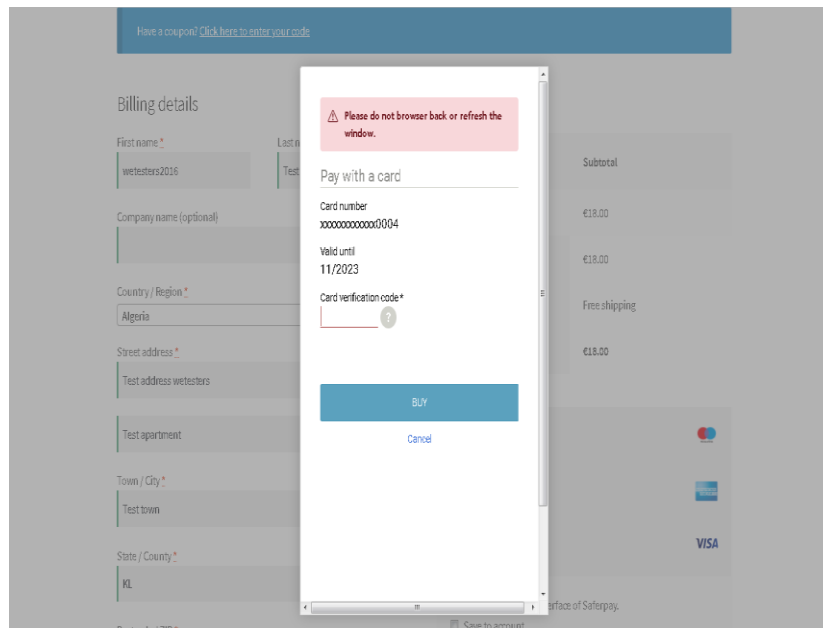 Have a coupon? Click here to enter your code
Billing details
First name *
Last n
wetesters2016
Test
Company name (optional)
Country / Region *
Algeria
Street address *
Test address wetesters
Test apartment
Town / City *
Test town
State / County *
KL
⚠ Please do not browser back or refresh the
window.
Pay with a card
Card number
xxxxxxxxxxxx0004
Valid until
11/2023
Card verification code *
?
BUY
Cancel
Subtotal
€18.00
€18.00
Free shipping
€18.00
VISA
erface of Saferpay.
Save to account